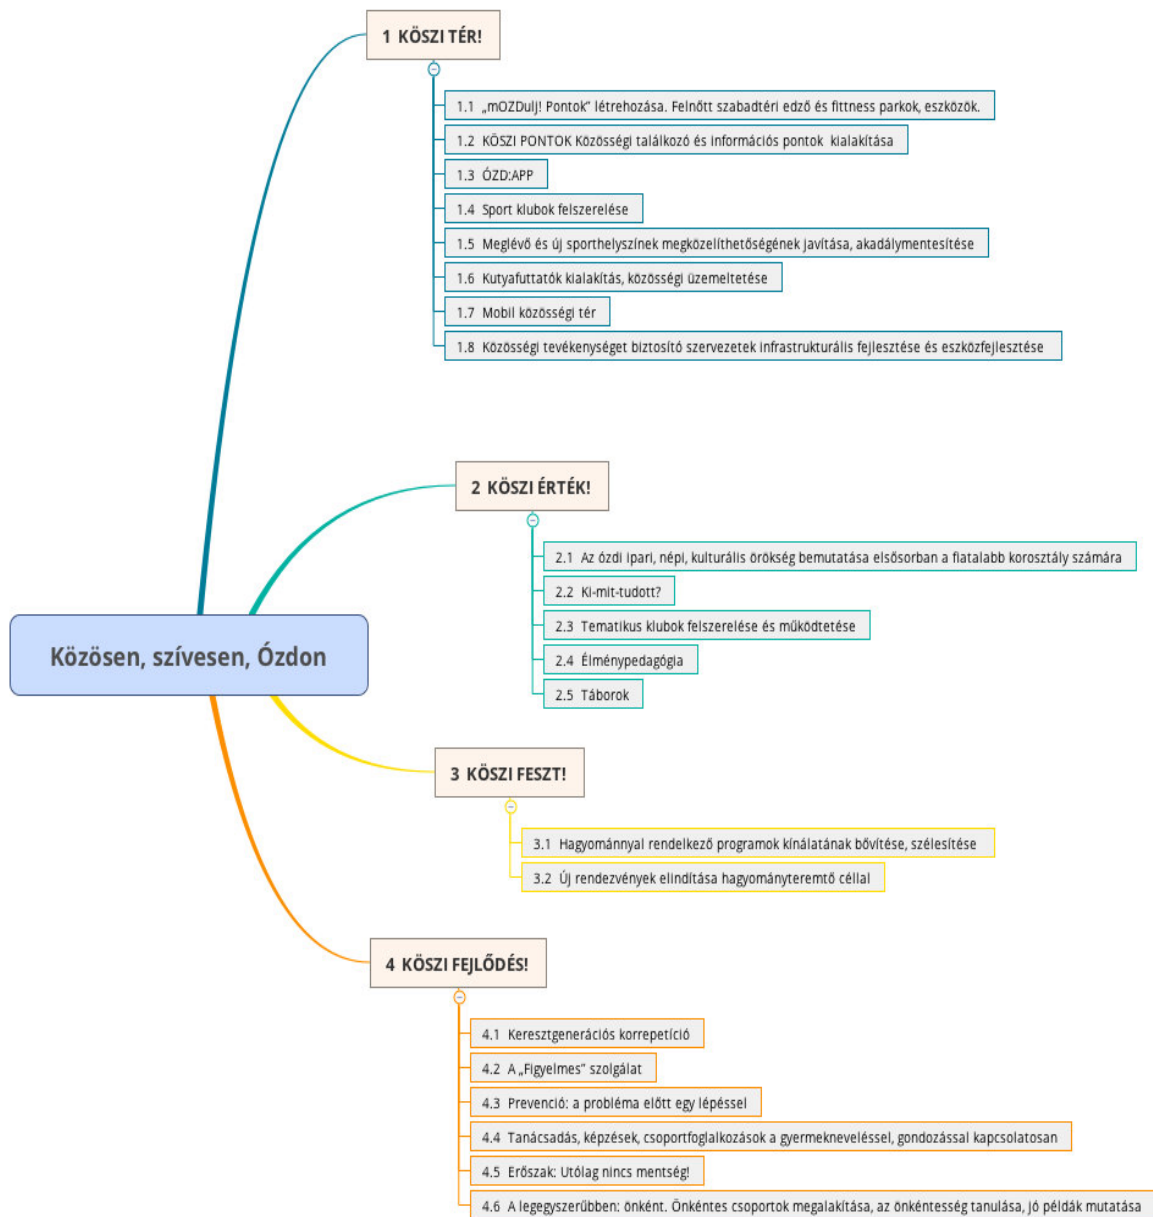 1 KÖSZI TÉR!
1.1 „mOZDulj! Pontok” létrehozása. Felnőtt szabadtéri edző és fittness parkok, eszközök.
1.2 KÖSZI PONTOK Közösségi találkozó és információs pontok kialakítása
1.3 ÓZD:APP
1.4 Sport klubok felszerelése
1.5 Meglévő és új sporthelyszínek megközelíthetőségének javítása, akadálymentesítése
1.6 Kutyafuttatók kialakítás, közösségi üzemeltetése
1.7 Mobil közösségi tér
1.8 Közösségi tevékenységet biztosító szervezetek infrastrukturális fejlesztése és eszközfejlesztése
2 KÖSZI ÉRTÉK!
2.1 Az ózdi ipari, népi, kulturális örökség bemutatása elsősorban a fiatalabb korosztály számára
2.2 Ki-mit-tudott?
2.3 Tematikus klubok felszerelése és működtetése
2.4 Élménypedagógia
2.5 Táborok
Közösen, szívesen, Ózdon
3 KÖSZI FESZT!
3.1 Hagyománnyal rendelkező programok kínálatának bővítése, szélesítése
3.2 Új rendezvények elindítása hagyományteremtő céllal
4 KÖSZI FEJLŐDÉS!
4.1 Keresztgenerációs korrepetíció
4.2 A „Figyelmes” szolgálat
4.3 Prevenció: a probléma előtt egy lépéssel
4.4 Tanácsadás, képzések, csoportfoglalkozások a gyermekneveléssel, gondozással kapcsolatosan
4.5 Erőszak: Utólag nincs mentség!
4.6 A legegyszerűbben: önként. Önkéntes csoportok megalakítása, az önkéntesség tanulása, jó példák mutatása